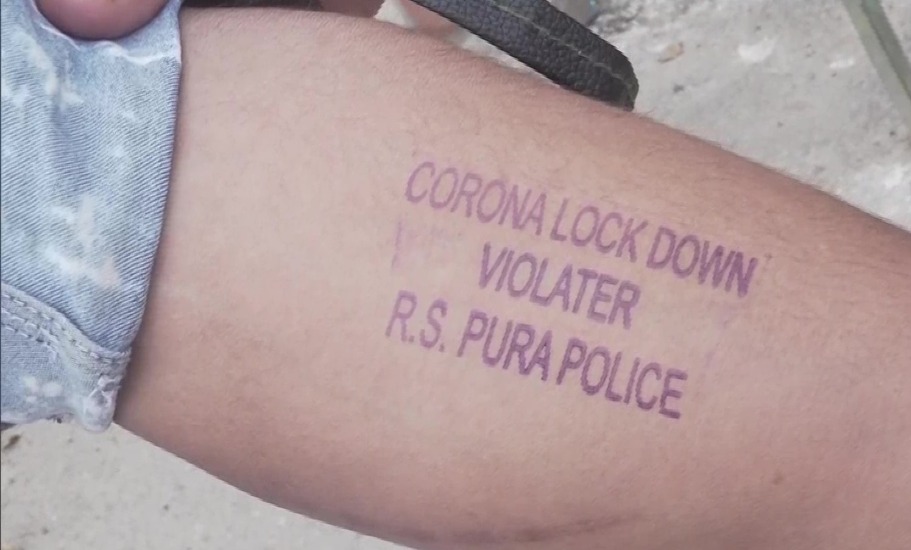 CORONA LOCK DOWN
VIOLATER
R.S. PURA POLICE